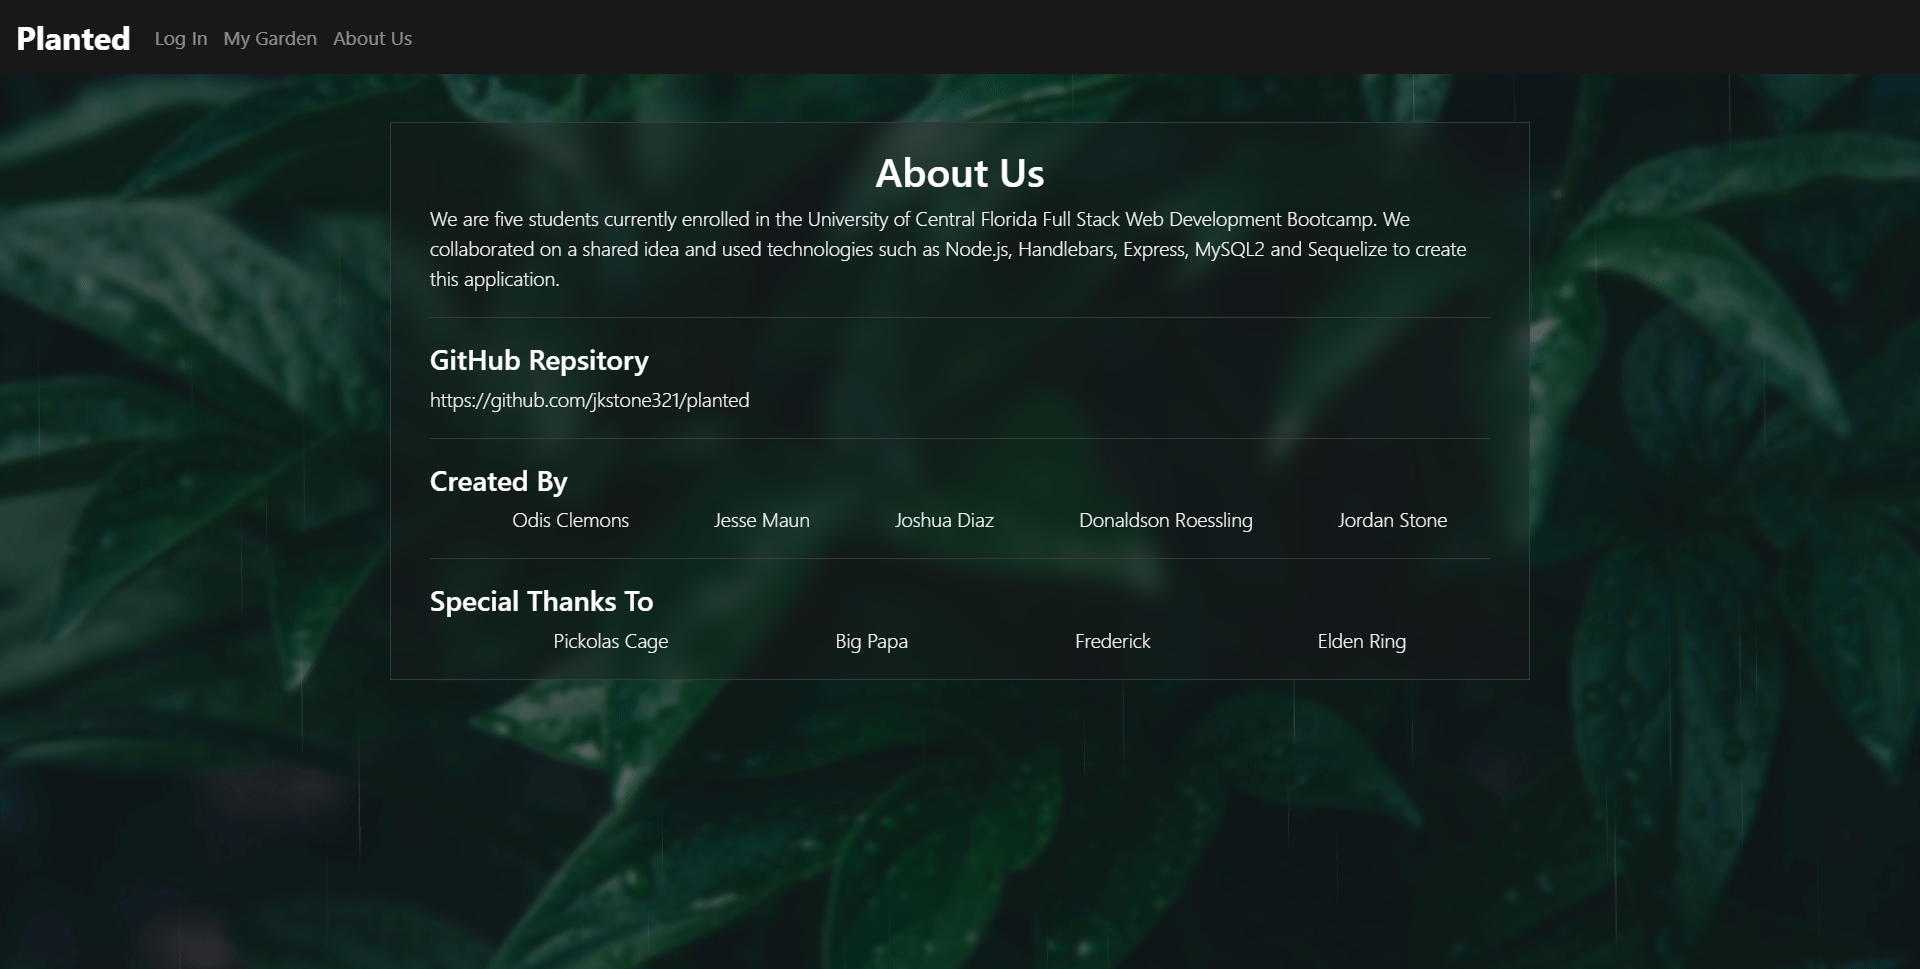 Planted Log In My Garden About Us
About Us
We are five students currently enrolled in the University of Central Florida Full Stack Web Development Bootcamp. We
collaborated on a shared idea and used technologies such as Node.js, Handlebars, Express, MySQL2 and Sequelize to create
this application.
GitHub Repsitory
https://github.com/jkstone321/planted
Created By
Odis Clemons Jesse Maun Joshua Diaz Donaldson Roessling Jordan Stone
Special Thanks To
Pickolas Cage Big Papa Frederick Elden Ring